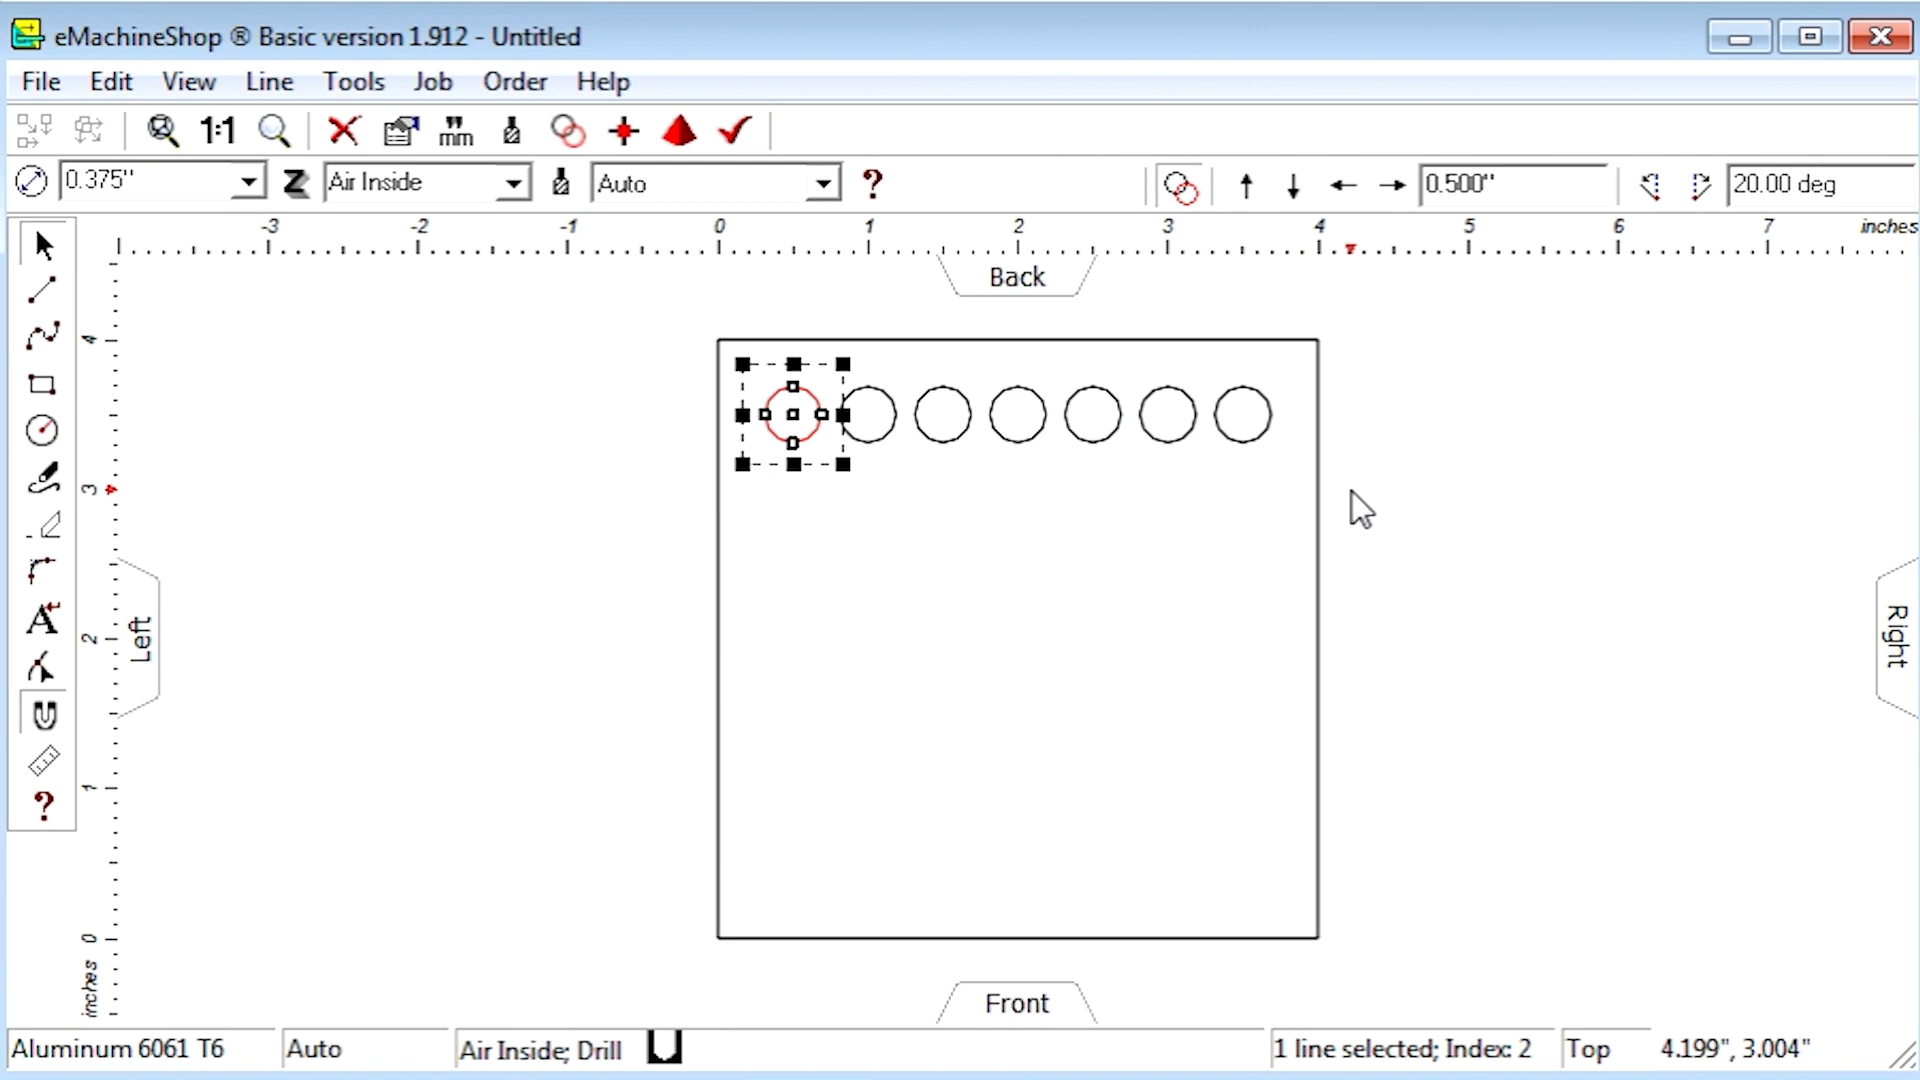 eMachineShop ® Basic version 1.912 - Untitled
File Edit View Line Tools Job Order Help
1:1 " mm
0.375" Z Air Inside Auto ? 0.500" 20.00 deg
-3 -2 -1 0 1 2 3 4 5 6 7 inches
Back
4
3
2
1
0
inches
Left
Right
A
?
Front
Aluminum 6061 T6 Auto Air Inside; Drill 1 line selected; Index: 2 Top 4.199", 3.004"